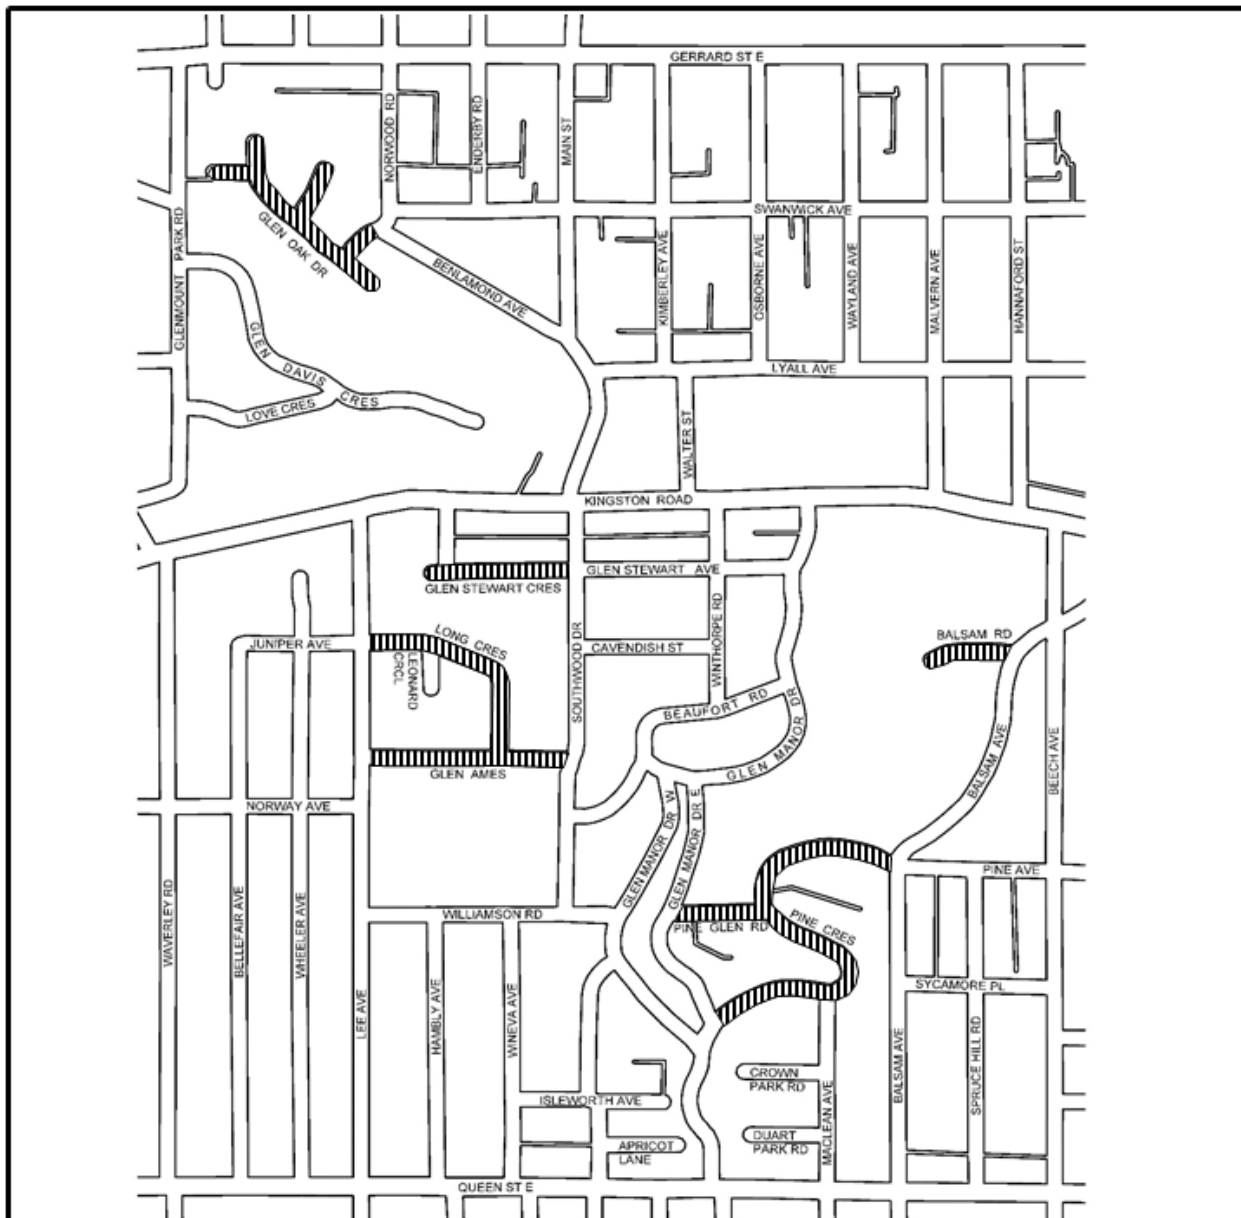 GERRARD ST E
NORWOOD RD
ENDERBY RD
MAIN ST
SWANWICK AVE
GLENMOUNT PARK RD
GLEN OAK DR
BENLAMOND AVE
KIMBERLEY AVE
OSBORNE AVE
WAYLAND AVE
MALVERN AVE
HANNAFORD ST
GLEN DAVIS CRES
LYALL AVE
LOVE CRES
WALTER ST
KINGSTON ROAD
GLEN STEWART AVE
GLEN STEWART CRES
WINTHORPE RD
JUNIPER AVE
LONG CRES
LEONARD
CRCL
SOUTHWOOD DR
CAVENDISH ST
BALSAM RD
BEAUFORT RD
GLEN MANOR DR
BALSAM AVE
BEECH AVE
GLEN AMES
NORWAY AVE
GLEN MANOR DR W
GLEN MANOR DR E
PINE AVE
WAVERLEY RD
BELLEFAIR AVE
WHEELER AVE
WILLIAMSON RD
PINE GLEN RD
PINE CRES
SYCAMORE PL
LEE AVE
HAMBLY AVE
WINEVA AVE
BALSAM AVE
SPRUCE HILL RD
CROWN
PARK RD
ISLEWORTH AVE
MACLEAN AVE
APRICOT
LANE
DUART
PARK RD
QUEEN ST E